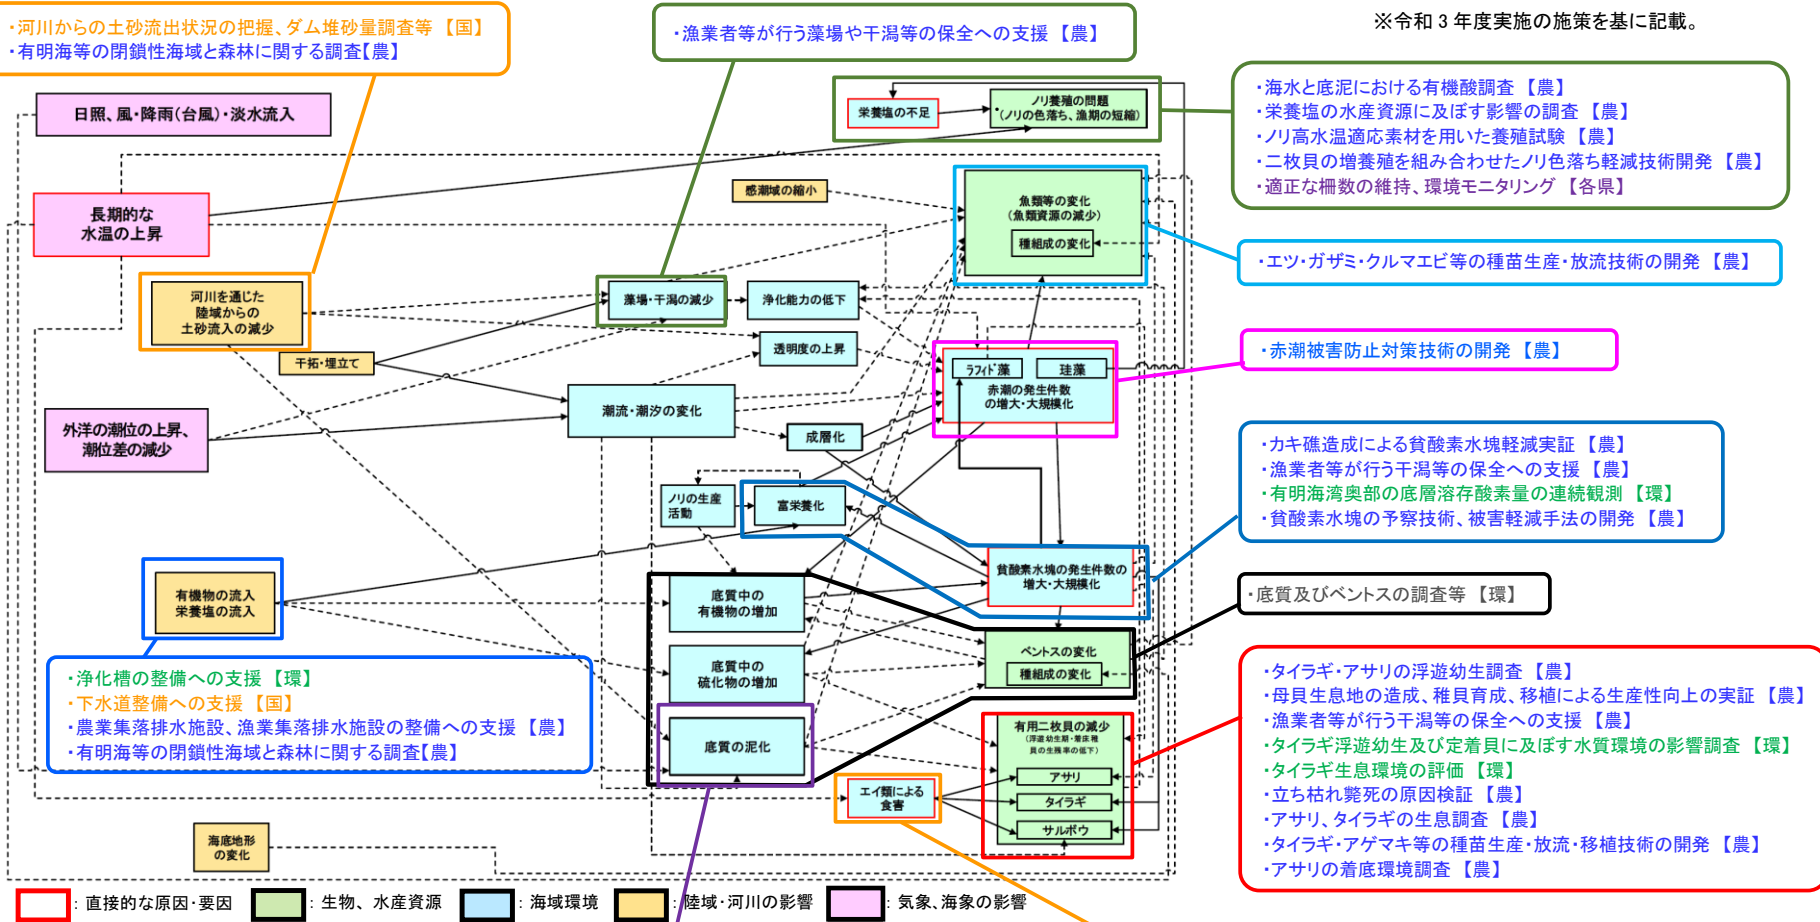 ・河川からの土砂流出状況の把握、ダム堆砂量調査等 【国】
・有明海等の閉鎖性海域と森林に関する調査【農】
・漁業者等が行う藻場や干潟等の保全への支援 【農】
※令和３年度実施の施策を基に記載。
・海水と底泥における有機酸調査 【農】
・栄養塩の水産資源に及ぼす影響の調査 【農】
・ノリ高水温適応素材を用いた養殖試験 【農】
・二枚貝の増養殖を組み合わせたノリ色落ち軽減技術開発 【農】
・適正な柵数の維持、環境モニタリング 【各県】
日照、風・降雨(台風)・淡水流入
栄養塩の不足
ノリ養殖の問題
・(ノリの色落ち、漁期の短縮)
感潮域の縮小
魚類等の変化
(魚類資源の減少)
種組成の変化
長期的な
水温の上昇
・エツ・ガザミ・クルマエビ等の種苗生産・放流技術の開発 【農】
河川を通じた
陸域からの
土砂流入の減少
藻場・干潟の減少
浄化能力の低下
透明度の上昇
干拓・埋立て
ラフィド藻
珪藻
赤潮の発生件数
の増大・大規模化
・赤潮被害防止対策技術の開発 【農】
潮流・潮汐の変化
成層化
外洋の潮位の上昇、
潮位差の減少
・カキ礁造成による貧酸素水塊軽減実証 【農】
・漁業者等が行う干潟等の保全への支援 【農】
・有明海湾奥部の底層溶存酸素量の連続観測 【環】
・貧酸素水塊の予察技術、被害軽減手法の開発 【農】
ノリの生産
活動
富栄養化
貧酸素水塊の発生件数の
増大・大規模化
有機物の流入
栄養塩の流入
底質中の
有機物の増加
・底質及びベントスの調査等 【環】
ベントスの変化
種組成の変化
底質中の
硫化物の増加
・浄化槽の整備への支援 【環】
・下水道整備への支援 【国】
・農業集落排水施設、漁業集落排水施設の整備への支援 【農】
・有明海等の閉鎖性海域と森林に関する調査【農】
底質の泥化
有用二枚貝の減少
(浮遊幼生期・着床稚
貝の生残率の低下)
アサリ
タイラギ
サルボウ
エイ類による
食害
・タイラギ・アサリの浮遊幼生調査 【農】
・母貝生息地の造成、稚貝育成、移植による生産性向上の実証 【農】
・漁業者等が行う干潟等の保全への支援 【農】
・タイラギ浮遊幼生及び定着貝に及ぼす水質環境の影響調査 【環】
・タイラギ生息環境の評価 【環】
・立ち枯れ斃死の原因検証 【農】
・アサリ、タイラギの生息調査 【農】
・タイラギ・アゲマキ等の種苗生産・放流・移植技術の開発 【農】
・アサリの着底環境調査 【農】
海底地形
の変化
：直接的な原因・要因
：生物、水産資源
：海域環境
：陸域・河川の影響
：気象、海象の影響